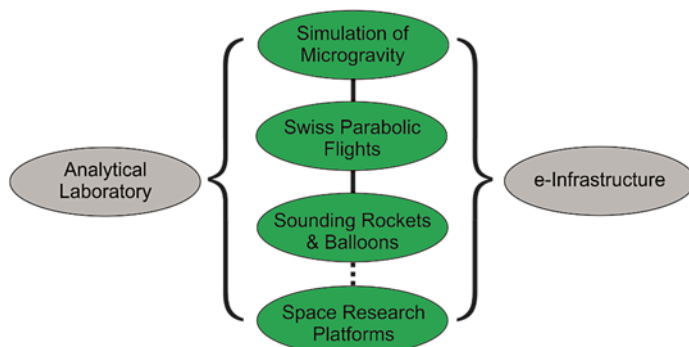 Simulation of
Microgravity
Swiss Parabolic
Flights
Analytical
Laboratory
e-Infrastructure
Sounding Rockets
& Balloons
Space Research
Platforms